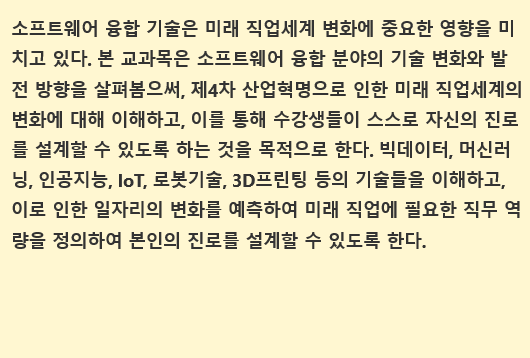 소프트웨어 융합 기술은 미래 직업세계 변화에 중요한 영향을 미
치고 있다. 본 교과목은 소프트웨어 융합 분야의 기술 변화와 발
전 방향을 살펴봄으써, 제4차 산업혁명으로 인한 미래 직업세계의
변화에 대해 이해하고, 이를 통해 수강생들이 스스로 자신의 진로
를 설계할 수 있도록 하는 것을 목적으로 한다. 빅데이터, 머신러
닝, 인공지능, IoT, 로봇기술, 3D프린팅 등의 기술들을 이해하고,
이로 인한 일자리의 변화를 예측하여 미래 직업에 필요한 직무 역
량을 정의하여 본인의 진로를 설계할 수 있도록 한다.